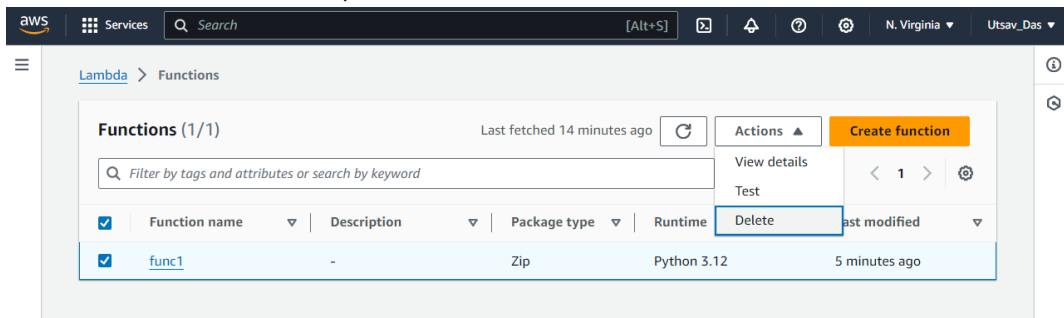 aws Services Search [Alt+S] N. Virginia Utsav_Das
Lambda > Functions
Functions (1/1) Last fetched 14 minutes ago Actions Create function
Filter by tags and attributes or search by keyword View details 1
Test
Function name Description Package type Runtime Delete ast modified
func1 - Zip Python 3.12 5 minutes ago